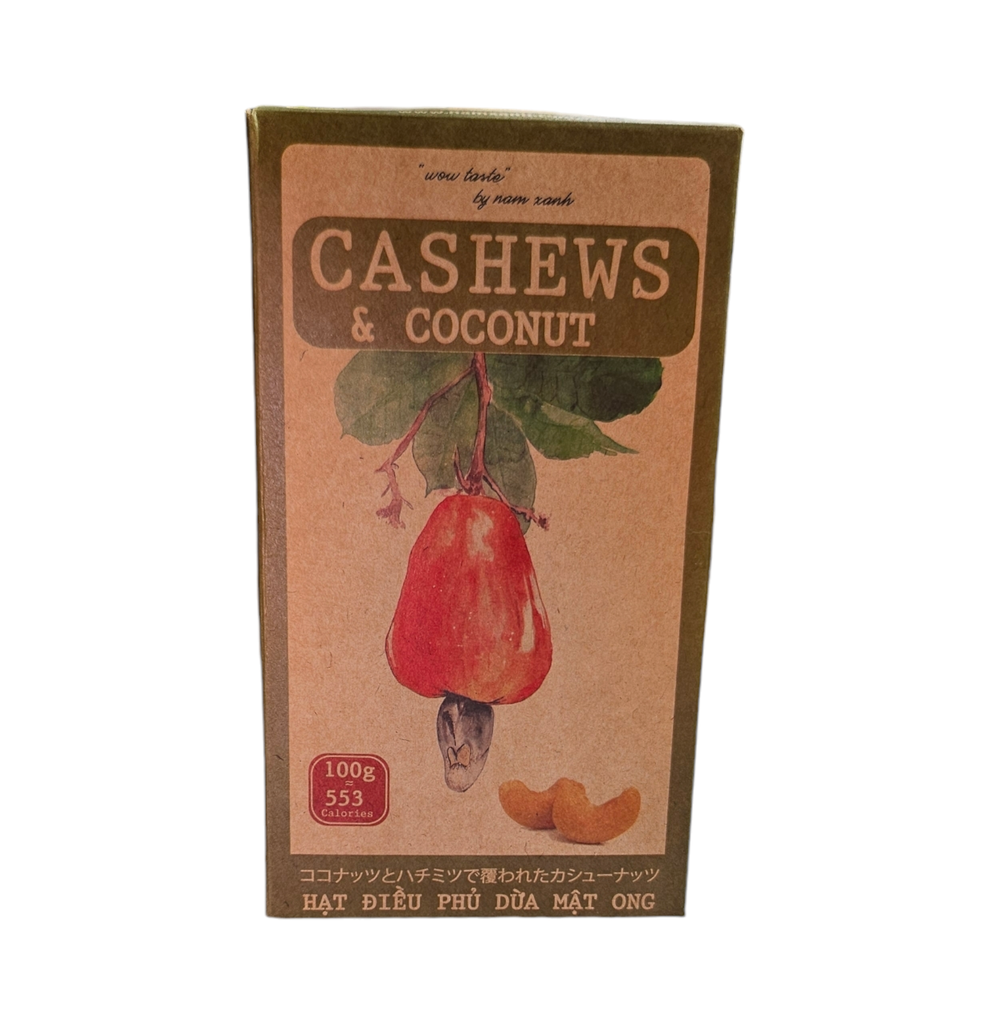 "wow taste"
by nam xanh
CASHEWS
& COCONUT
100g
≈
553
Calories
ココナッツとハチミツで覆われたカシューナッツ
HẠT ĐIỀU PHỦ DỪA MẬT ONG